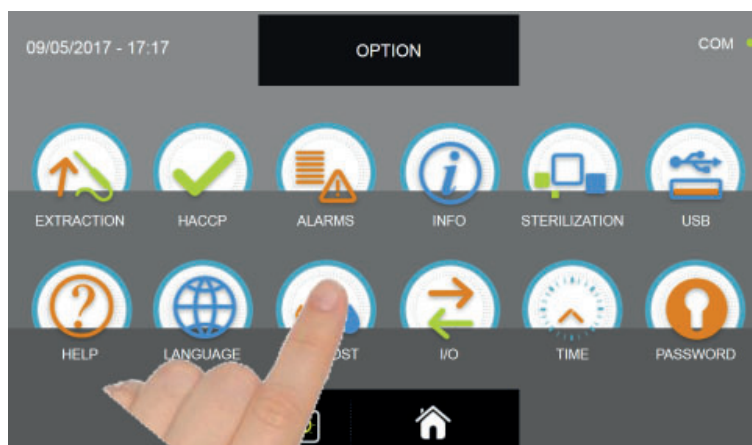 09/05/2017 - 17:17
OPTION
COM
EXTRACTION
HACCP
ALARMS
INFO
STERILIZATION
USB
HELP
LANGUAGE
I/O
TIME
PASSWORD